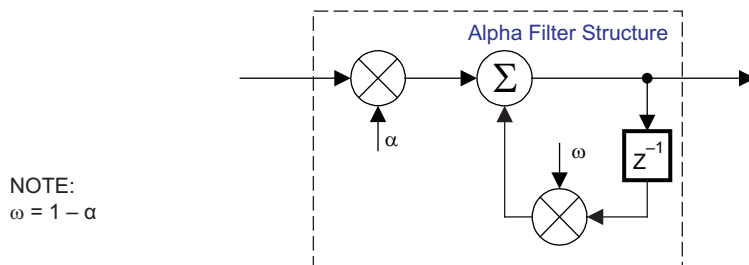 Alpha Filter Structure
Σ
α
ω
Z⁻¹
NOTE:
ω = 1 – α